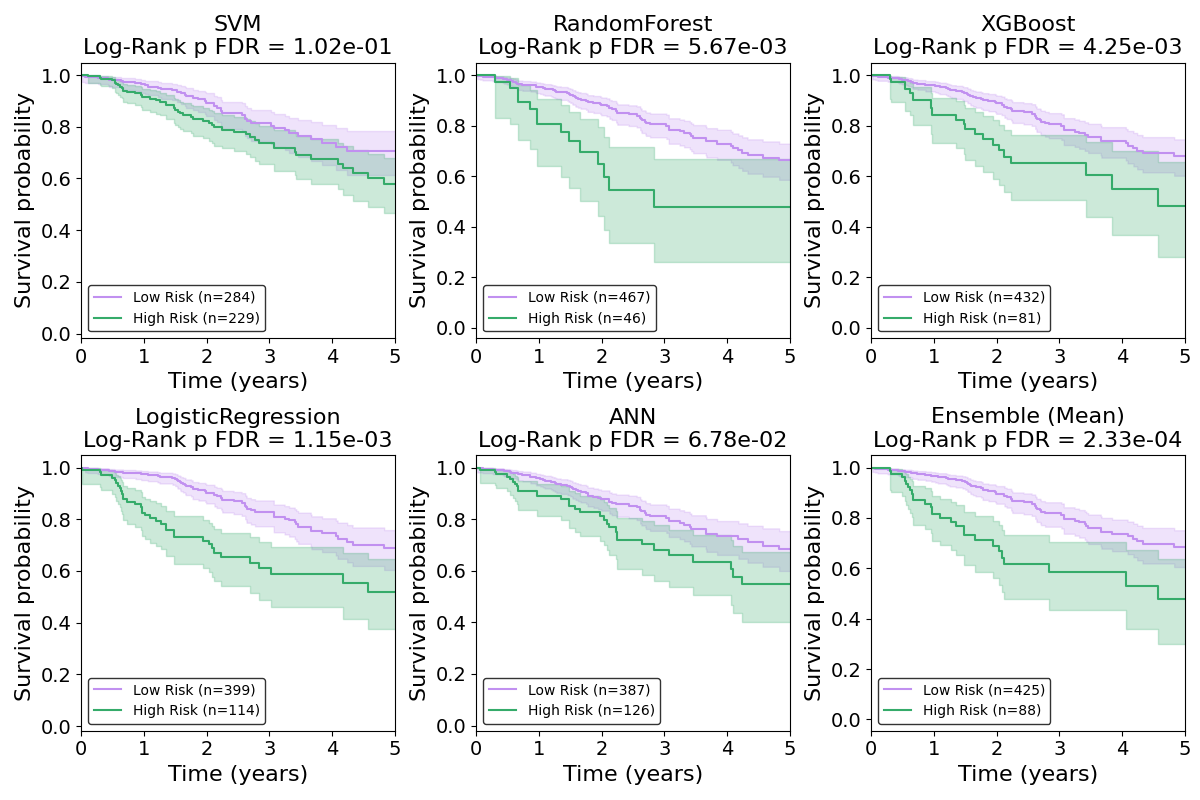 SVM
Log-Rank p FDR = 1.02e-01
Survival probability
1.0
0.8
0.6
0.4
0.2
0.0
Low Risk (n=284)
High Risk (n=229)
0 1 2 3 4 5
Time (years)
RandomForest
Log-Rank p FDR = 5.67e-03
Survival probability
1.0
0.8
0.6
0.4
0.2
0.0
Low Risk (n=467)
High Risk (n=46)
0 1 2 3 4 5
Time (years)
XGBoost
Log-Rank p FDR = 4.25e-03
Survival probability
1.0
0.8
0.6
0.4
0.2
0.0
Low Risk (n=432)
High Risk (n=81)
0 1 2 3 4 5
Time (years)
LogisticRegression
Log-Rank p FDR = 1.15e-03
Survival probability
1.0
0.8
0.6
0.4
0.2
0.0
Low Risk (n=399)
High Risk (n=114)
0 1 2 3 4 5
Time (years)
ANN
Log-Rank p FDR = 6.78e-02
Survival probability
1.0
0.8
0.6
0.4
0.2
0.0
Low Risk (n=387)
High Risk (n=126)
0 1 2 3 4 5
Time (years)
Ensemble (Mean)
Log-Rank p FDR = 2.33e-04
Survival probability
1.0
0.8
0.6
0.4
0.2
0.0
Low Risk (n=425)
High Risk (n=88)
0 1 2 3 4 5
Time (years)